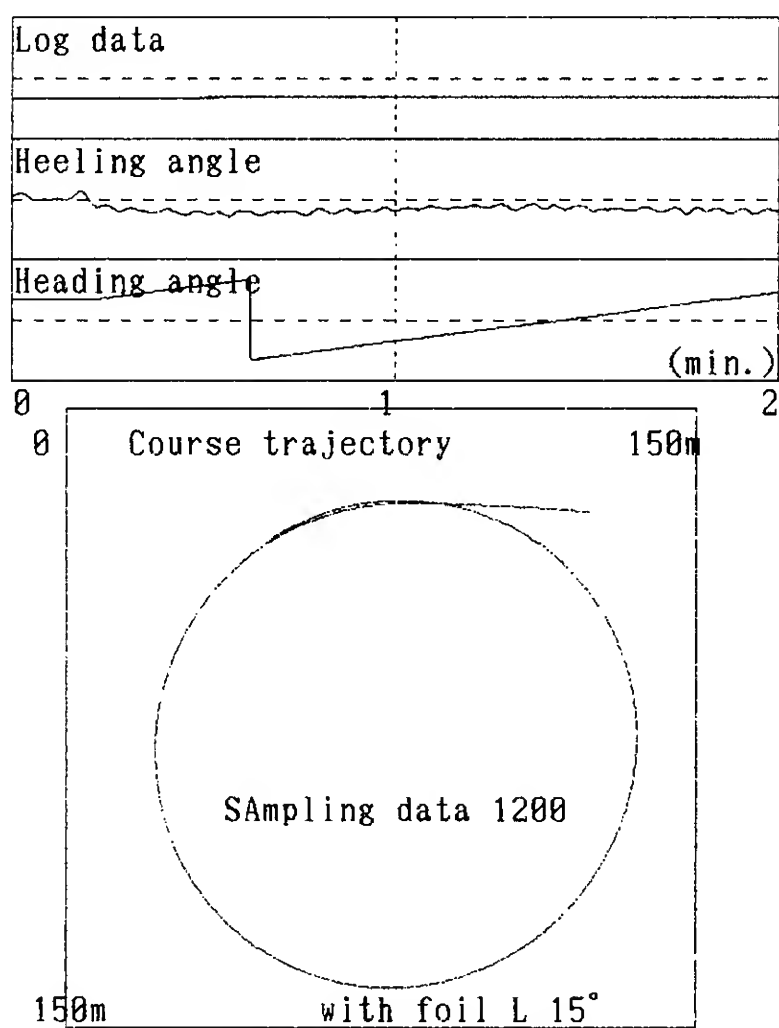 Log data
Heeling angle
Heading angle
(min.)
0 1 2
0 Course trajectory 150m
SAmpling data 1200
150m with foil L 15°